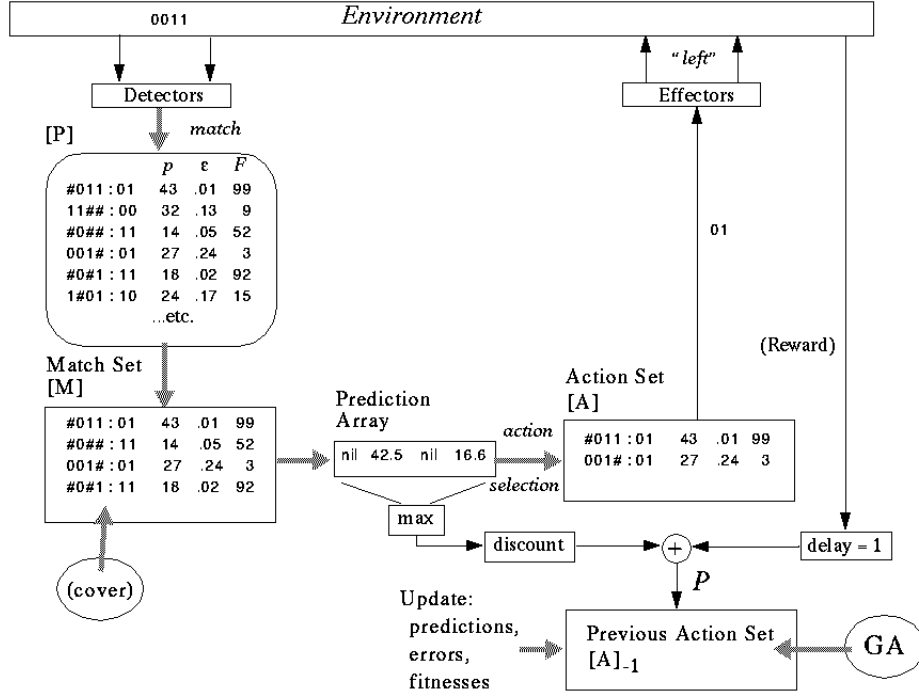 0011 Environment
"left"
Detectors
Effectors
[P]
match
p ε F
#011:01 43 .01 99
11##:00 32 .13 9
#0##:11 14 .05 52
001#:01 27 .24 3
#0#1:11 18 .02 92
1#01:10 24 .17 15
...etc.
01
(Reward)
Match Set
[M]
#011:01 43 .01 99
#0##:11 14 .05 52
001#:01 27 .24 3
#0#1:11 18 .02 92
(cover)
Prediction
Array
nil 42.5 nil 16.6
action
selection
Action Set
[A]
#011:01 43 .01 99
001#:01 27 .24 3
max
discount
+
delay = 1
P
Update:
predictions,
errors,
fitnesses
Previous Action Set
[A]-1
GA